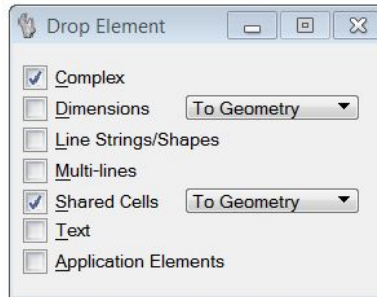 Drop Element
Complex
Dimensions To Geometry
Line Strings/Shapes
Multi-lines
Shared Cells To Geometry
Text
Application Elements